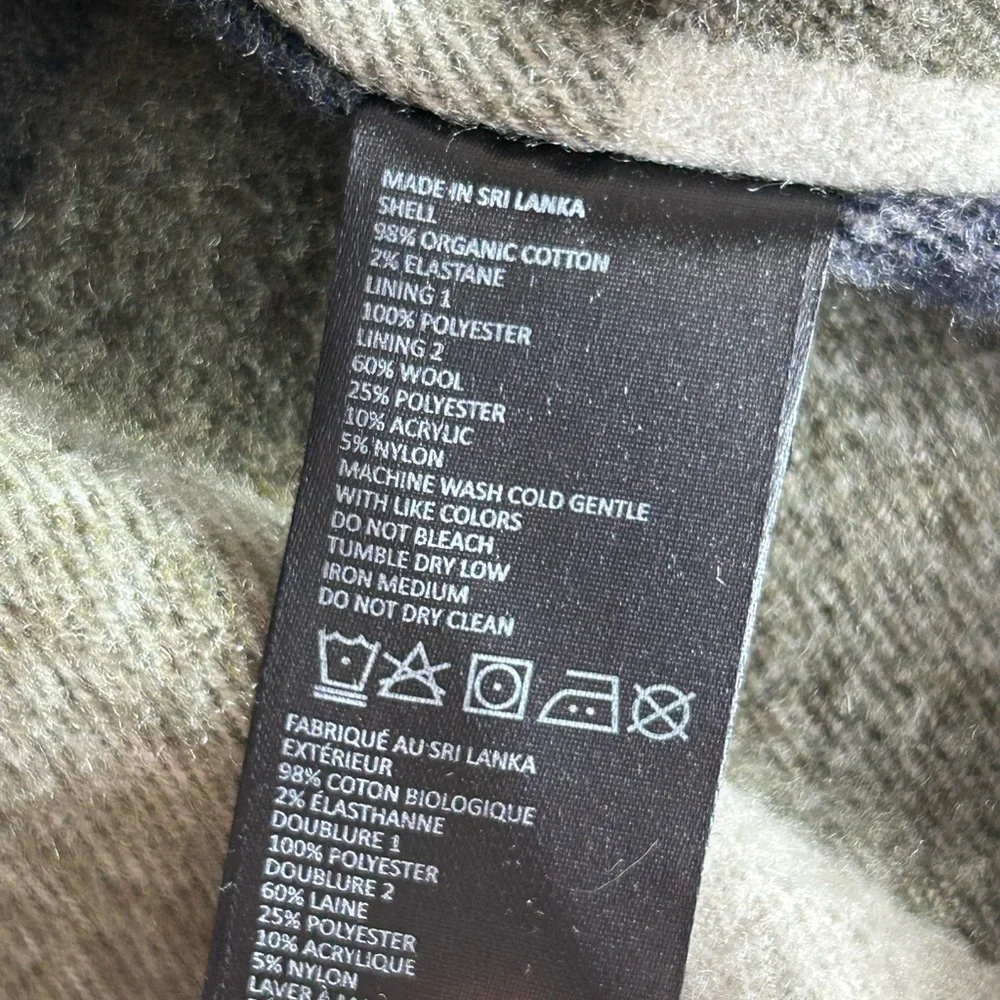 MADE IN SRI LANKA
SHELL
98% ORGANIC COTTON
2% ELASTANE
LINING 1
100% POLYESTER
LINING 2
60% WOOL
25% POLYESTER
10% ACRYLIC
5% NYLON
MACHINE WASH COLD GENTLE
WITH LIKE COLORS
DO NOT BLEACH
TUMBLE DRY LOW
IRON MEDIUM
DO NOT DRY CLEAN
FABRIQUÉ AU SRI LANKA
EXTÉRIEUR
98% COTON BIOLOGIQUE
2% ÉLASTHANNE
DOUBLURE 1
100% POLYESTER
DOUBLURE 2
60% LAINE
25% POLYESTER
10% ACRYLIQUE
5% NYLON
LAVER À